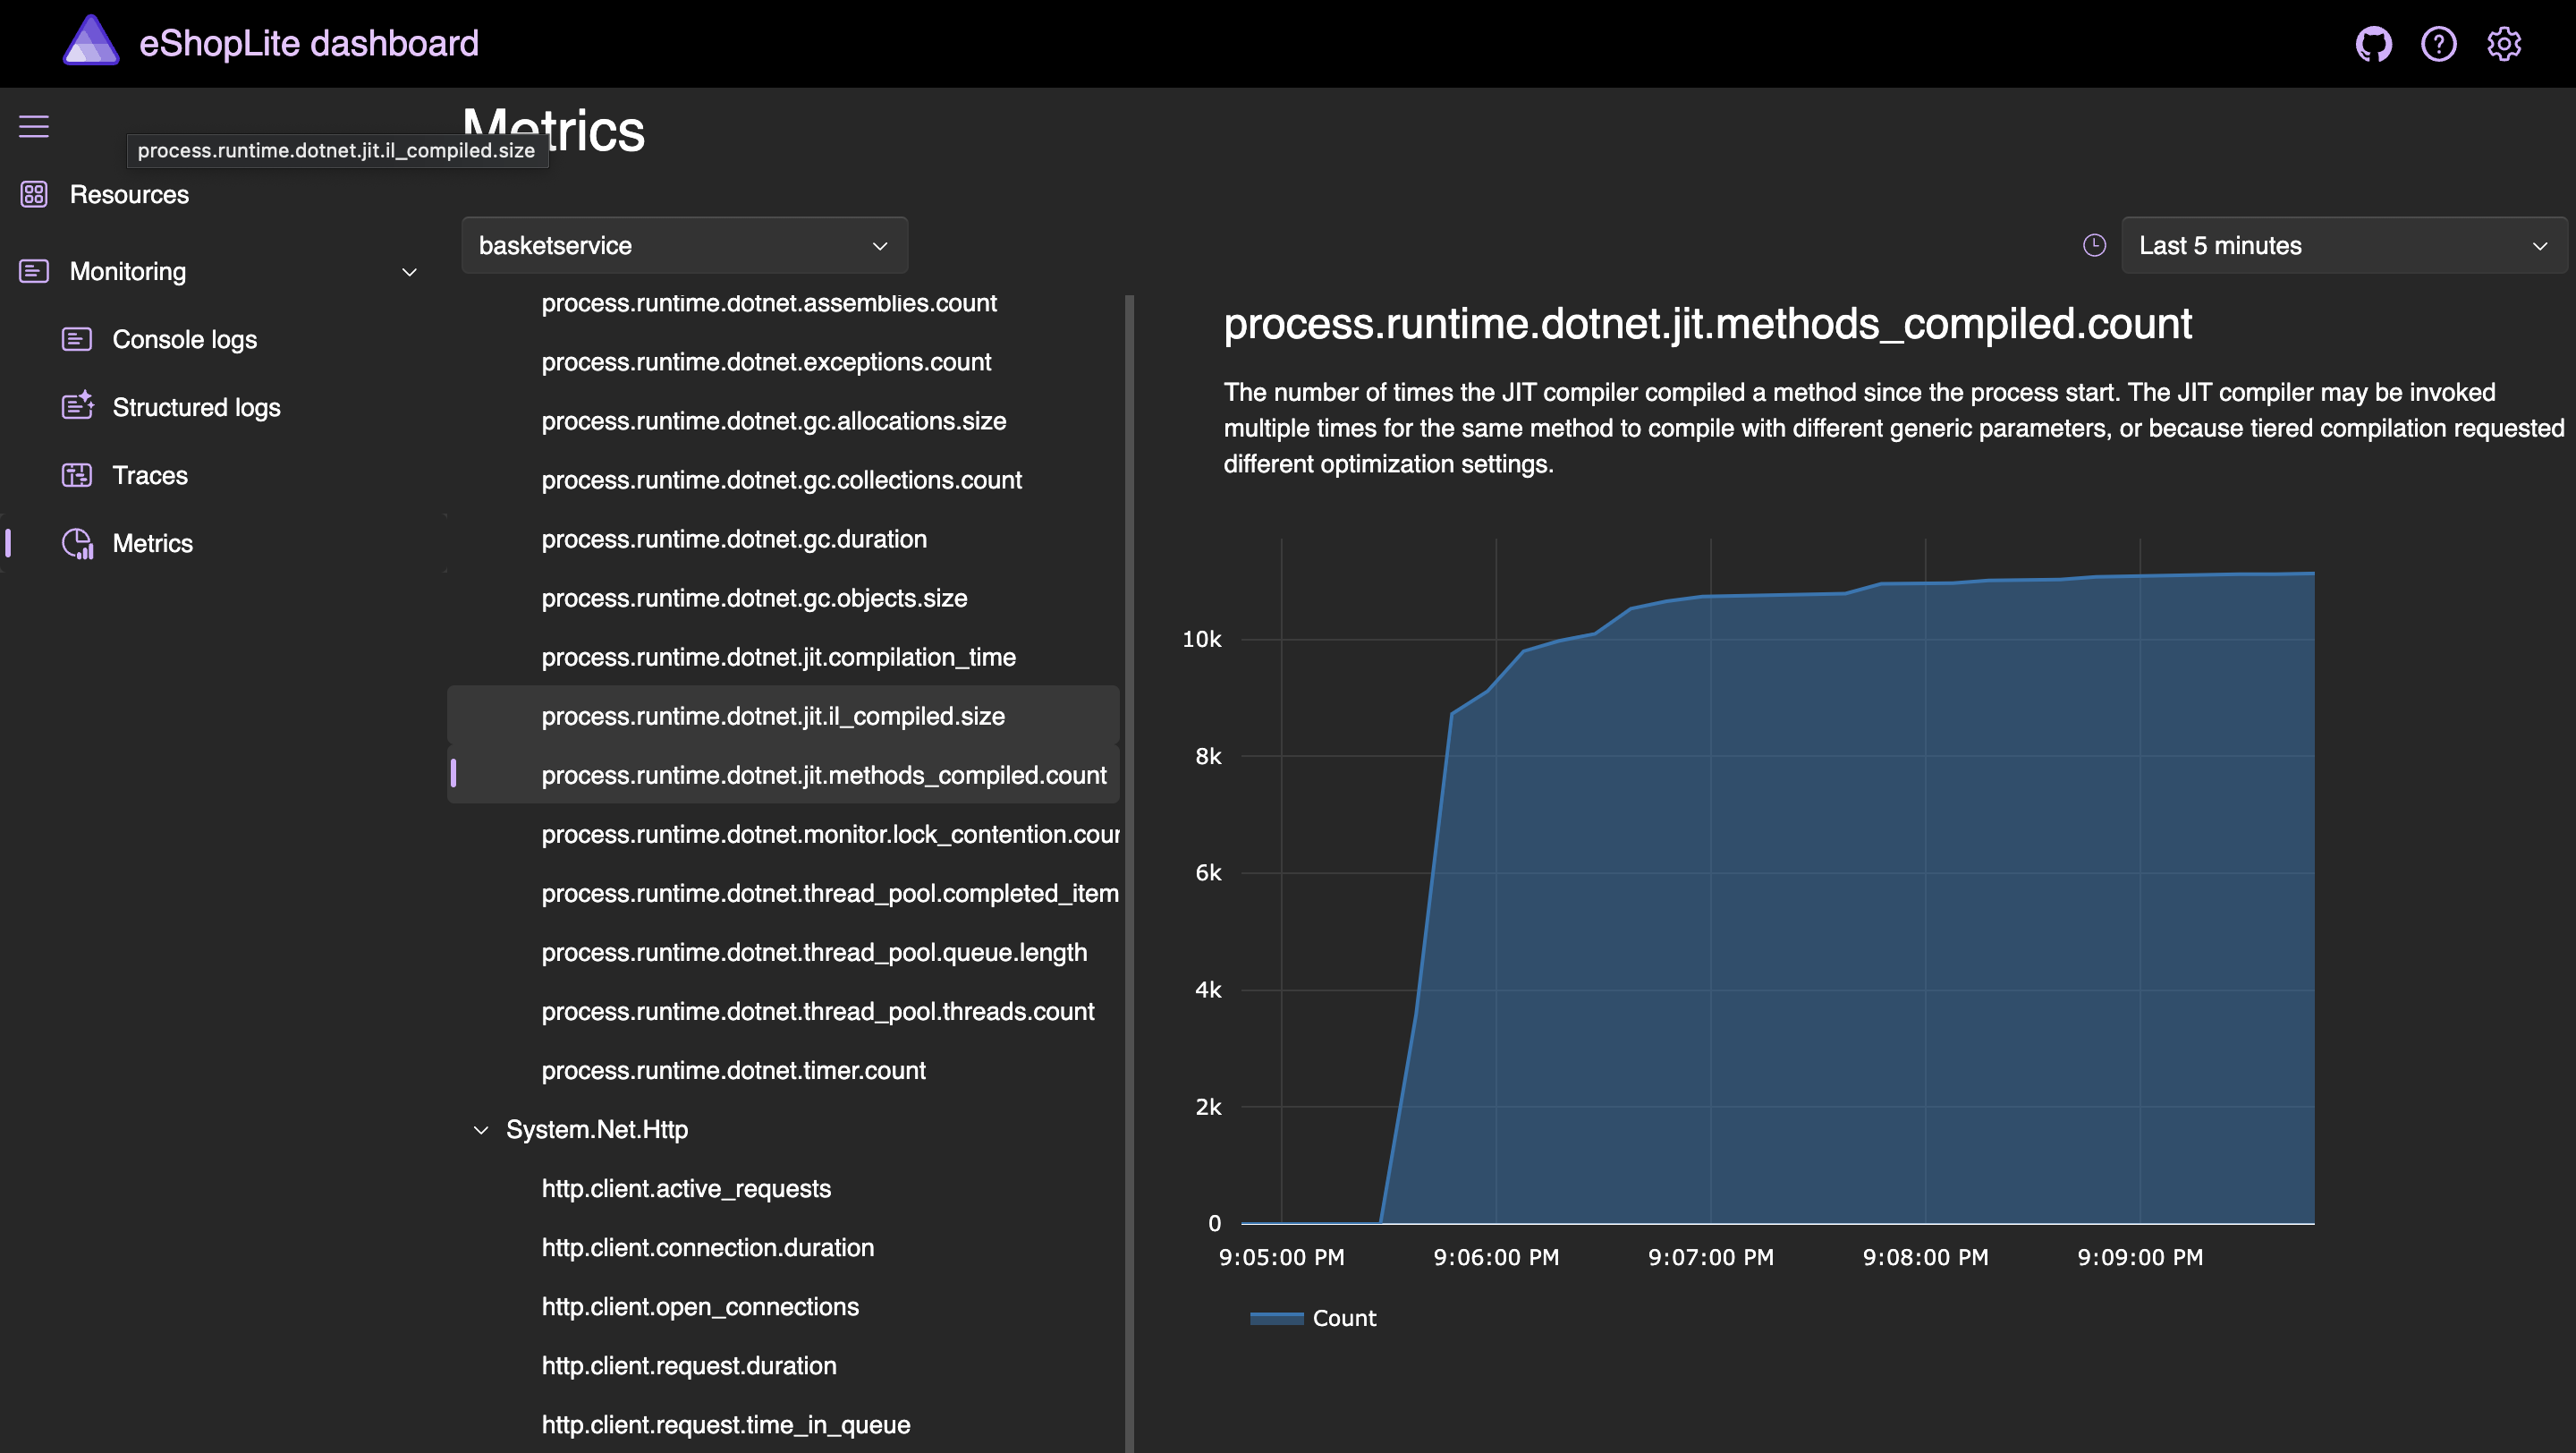 eShopLite dashboard
Metrics
process.runtime.dotnet.jit.il_compiled.size
Resources
Monitoring
Console logs
Structured logs
Traces
Metrics
basketservice
Last 5 minutes
process.runtime.dotnet.assemblies.count
process.runtime.dotnet.exceptions.count
process.runtime.dotnet.gc.allocations.size
process.runtime.dotnet.gc.collections.count
process.runtime.dotnet.gc.duration
process.runtime.dotnet.gc.objects.size
process.runtime.dotnet.jit.compilation_time
process.runtime.dotnet.jit.il_compiled.size
process.runtime.dotnet.jit.methods_compiled.count
process.runtime.dotnet.monitor.lock_contention.coun
process.runtime.dotnet.thread_pool.completed_item
process.runtime.dotnet.thread_pool.queue.length
process.runtime.dotnet.thread_pool.threads.count
process.runtime.dotnet.timer.count
System.Net.Http
http.client.active_requests
http.client.connection.duration
http.client.open_connections
http.client.request.duration
http.client.request.time_in_queue
process.runtime.dotnet.jit.methods_compiled.count
The number of times the JIT compiler compiled a method since the process start. The JIT compiler may be invoked
multiple times for the same method to compile with different generic parameters, or because tiered compilation requested
different optimization settings.
10k
8k
6k
4k
2k
0
9:05:00 PM 9:06:00 PM 9:07:00 PM 9:08:00 PM 9:09:00 PM
Count